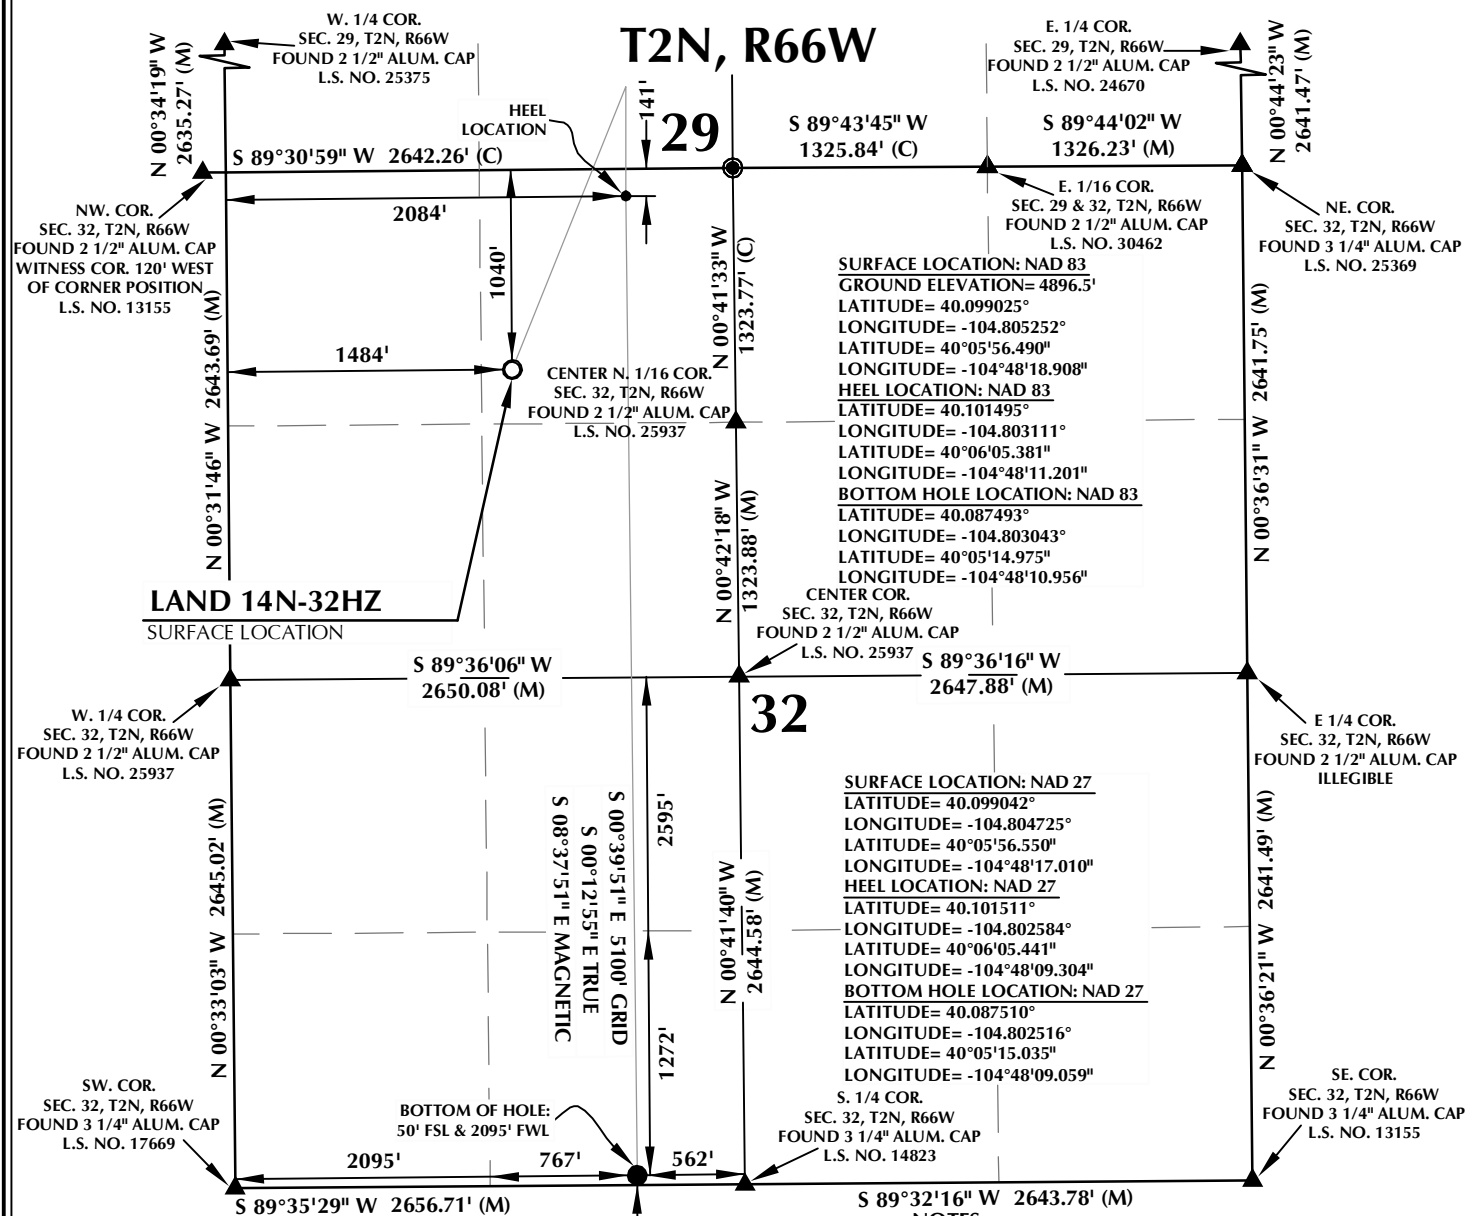 T2N, R66W
W. 1/4 COR.
SEC. 29, T2N, R66W
FOUND 2 1/2" ALUM. CAP
L.S. NO. 25375
E. 1/4 COR.
SEC. 29, T2N, R66W
FOUND 2 1/2" ALUM. CAP
L.S. NO. 24670
N 00°34'19" W
2635.27' (M)
N 00°44'23" W
2641.47' (M)
HEEL
LOCATION
141'
29
S 89°30'59" W 2642.26' (C)
S 89°43'45" W
1325.84' (C)
S 89°44'02" W
1326.23' (M)
NW. COR.
SEC. 32, T2N, R66W
FOUND 2 1/2" ALUM. CAP
WITNESS COR. 120' WEST
OF CORNER POSITION
L.S. NO. 13155
2084'
1040'
1484'
E. 1/16 COR.
SEC. 29 & 32, T2N, R66W
FOUND 2 1/2" ALUM. CAP
L.S. NO. 30462
NE. COR.
SEC. 32, T2N, R66W
FOUND 3 1/4" ALUM. CAP
L.S. NO. 25369
N 00°41'33" W
1323.77' (C)
SURFACE LOCATION: NAD 83
GROUND ELEVATION= 4896.5'
LATITUDE= 40.099025°
LONGITUDE= -104.805252°
LATITUDE= 40°05'56.490"
LONGITUDE= -104°48'18.908"
HEEL LOCATION: NAD 83
LATITUDE= 40.101495°
LONGITUDE= -104.803111°
LATITUDE= 40°06'05.381"
LONGITUDE= -104°48'11.201"
BOTTOM HOLE LOCATION: NAD 83
LATITUDE= 40.087493°
LONGITUDE= -104.803043°
LATITUDE= 40°05'14.975"
LONGITUDE= -104°48'10.956"
CENTER N. 1/16 COR.
SEC. 32, T2N, R66W
FOUND 2 1/2" ALUM. CAP
L.S. NO. 25937
N 00°31'46" W 2643.69' (M)
N 00°36'31" W 2641.75' (M)
N 00°42'18" W
1323.88' (M)
LAND 14N-32HZ
SURFACE LOCATION
CENTER COR.
SEC. 32, T2N, R66W
FOUND 2 1/2" ALUM. CAP
L.S. NO. 25937
S 89°36'06" W
2650.08' (M)
S 89°36'16" W
2647.88' (M)
32
W. 1/4 COR.
SEC. 32, T2N, R66W
FOUND 2 1/2" ALUM. CAP
L.S. NO. 25937
E 1/4 COR.
SEC. 32, T2N, R66W
FOUND 2 1/2" ALUM. CAP
ILLEGIBLE
S 00°39'51" E 5100' GRID
S 00°12'55" E TRUE
S 08°37'51" E MAGNETIC
2595'
1272'
SURFACE LOCATION: NAD 27
LATITUDE= 40.099042°
LONGITUDE= -104.804725°
LATITUDE= 40°05'56.550"
LONGITUDE= -104°48'17.010"
HEEL LOCATION: NAD 27
LATITUDE= 40.101511°
LONGITUDE= -104.802584°
LATITUDE= 40°06'05.441"
LONGITUDE= -104°48'09.304"
BOTTOM HOLE LOCATION: NAD 27
LATITUDE= 40.087510°
LONGITUDE= -104.802516°
LATITUDE= 40°05'15.035"
LONGITUDE= -104°48'09.059"
N 00°33'03" W 2645.02' (M)
N 00°41'40" W
2644.58' (M)
N 00°36'21" W 2641.49' (M)
SW. COR.
SEC. 32, T2N, R66W
FOUND 3 1/4" ALUM. CAP
L.S. NO. 17669
BOTTOM OF HOLE:
50' FSL & 2095' FWL
S. 1/4 COR.
SEC. 32, T2N, R66W
FOUND 3 1/4" ALUM. CAP
L.S. NO. 14823
SE. COR.
SEC. 32, T2N, R66W
FOUND 3 1/4" ALUM. CAP
L.S. NO. 13155
2095'
767'
562'
S 89°35'29" W 2656.71' (M)
S 89°32'16" W 2643.78' (M)
NOTES